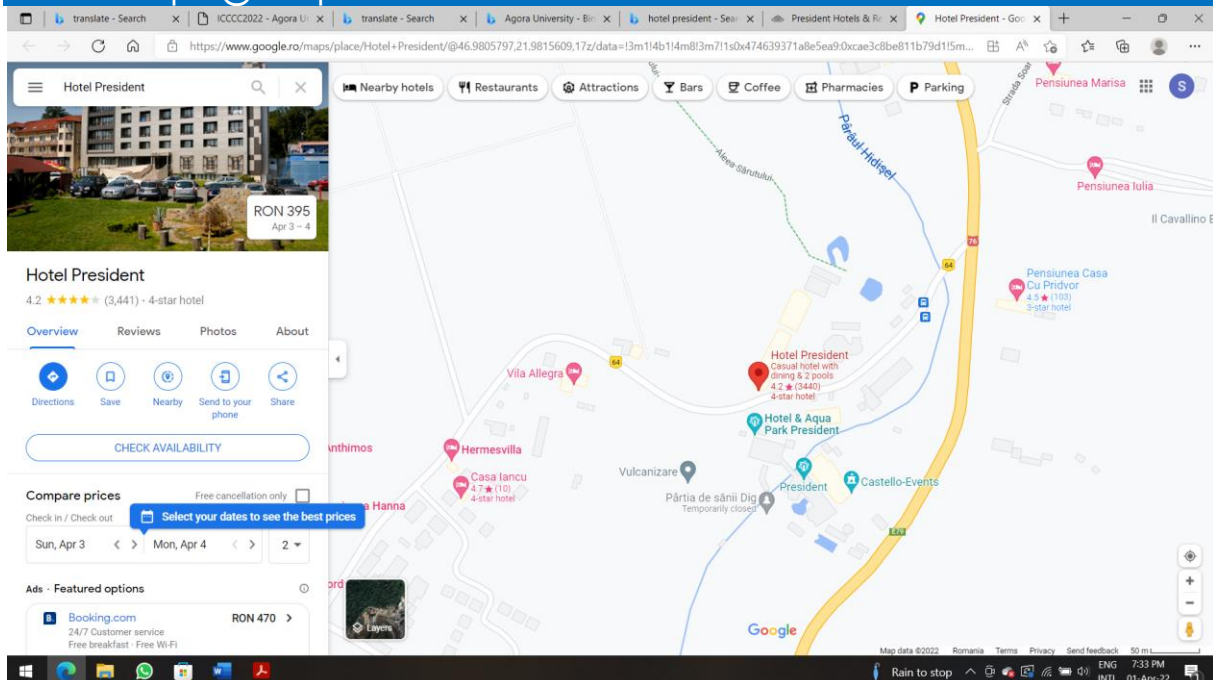 translate - Search
ICCCC2022 - Agora U
translate - Search
Agora University - Bin
hotel president - Sear
President Hotels & Re
Hotel President - Goo
https://www.google.ro/maps/place/Hotel+President/@46.9805797,21.9815609,17z/data=!3m1!4b1!4m8!3m7!1s0x474639371a8e5ea9:0xcae3c8be811b79d1!5m...
Hotel President
Nearby hotels
Restaurants
Attractions
Bars
Coffee
Pharmacies
Parking
S
RON 395
Apr 3 – 4
Hotel President
4.2 ★★★★★ (3,441) · 4-star hotel
Overview
Reviews
Photos
About
Directions
Save
Nearby
Send to your
phone
Share
CHECK AVAILABILITY
Compare prices
Free cancellation only
Check in / Check out
Select your dates to see the best prices
Sun, Apr 3
Mon, Apr 4
2
Ads · Featured options
Booking.com
RON 470
24/7 Customer service
Free breakfast · Free Wi-Fi
Pensiunea Marisa
Pârâul Hidișel
Aleea Sărutului
Pensiunea Iulia
Il Cavallino
76
64
Pensiunea Casa
Cu Pridvor
4.5 ★ (103)
3-star hotel
Hotel President
Casual hotel with
dining & 2 pools
4.2 ★ (3440)
4-star hotel
64
Vila Allegra
Hotel & Aqua
Park President
Hermesvilla
Casa Iancu
4.7 ★ (10)
4-star hotel
Vulcanizare
President
Castello-Events
Pârtia de sănii Dig
Temporarily closed
Hanna
E79
Layers
Google
Map data ©2022
Romania
Terms
Privacy
Send feedback
50 m
Rain to stop
ENG
INTL
7:33 PM
01-Apr-22